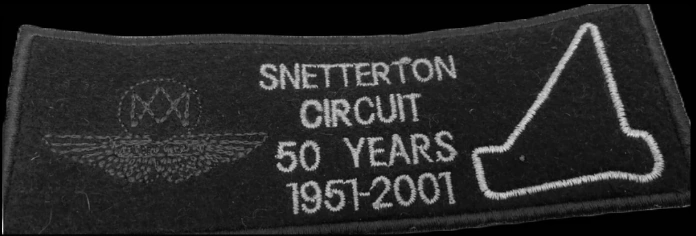 SNETTERTON
CIRCUIT
50 YEARS
1951-2001